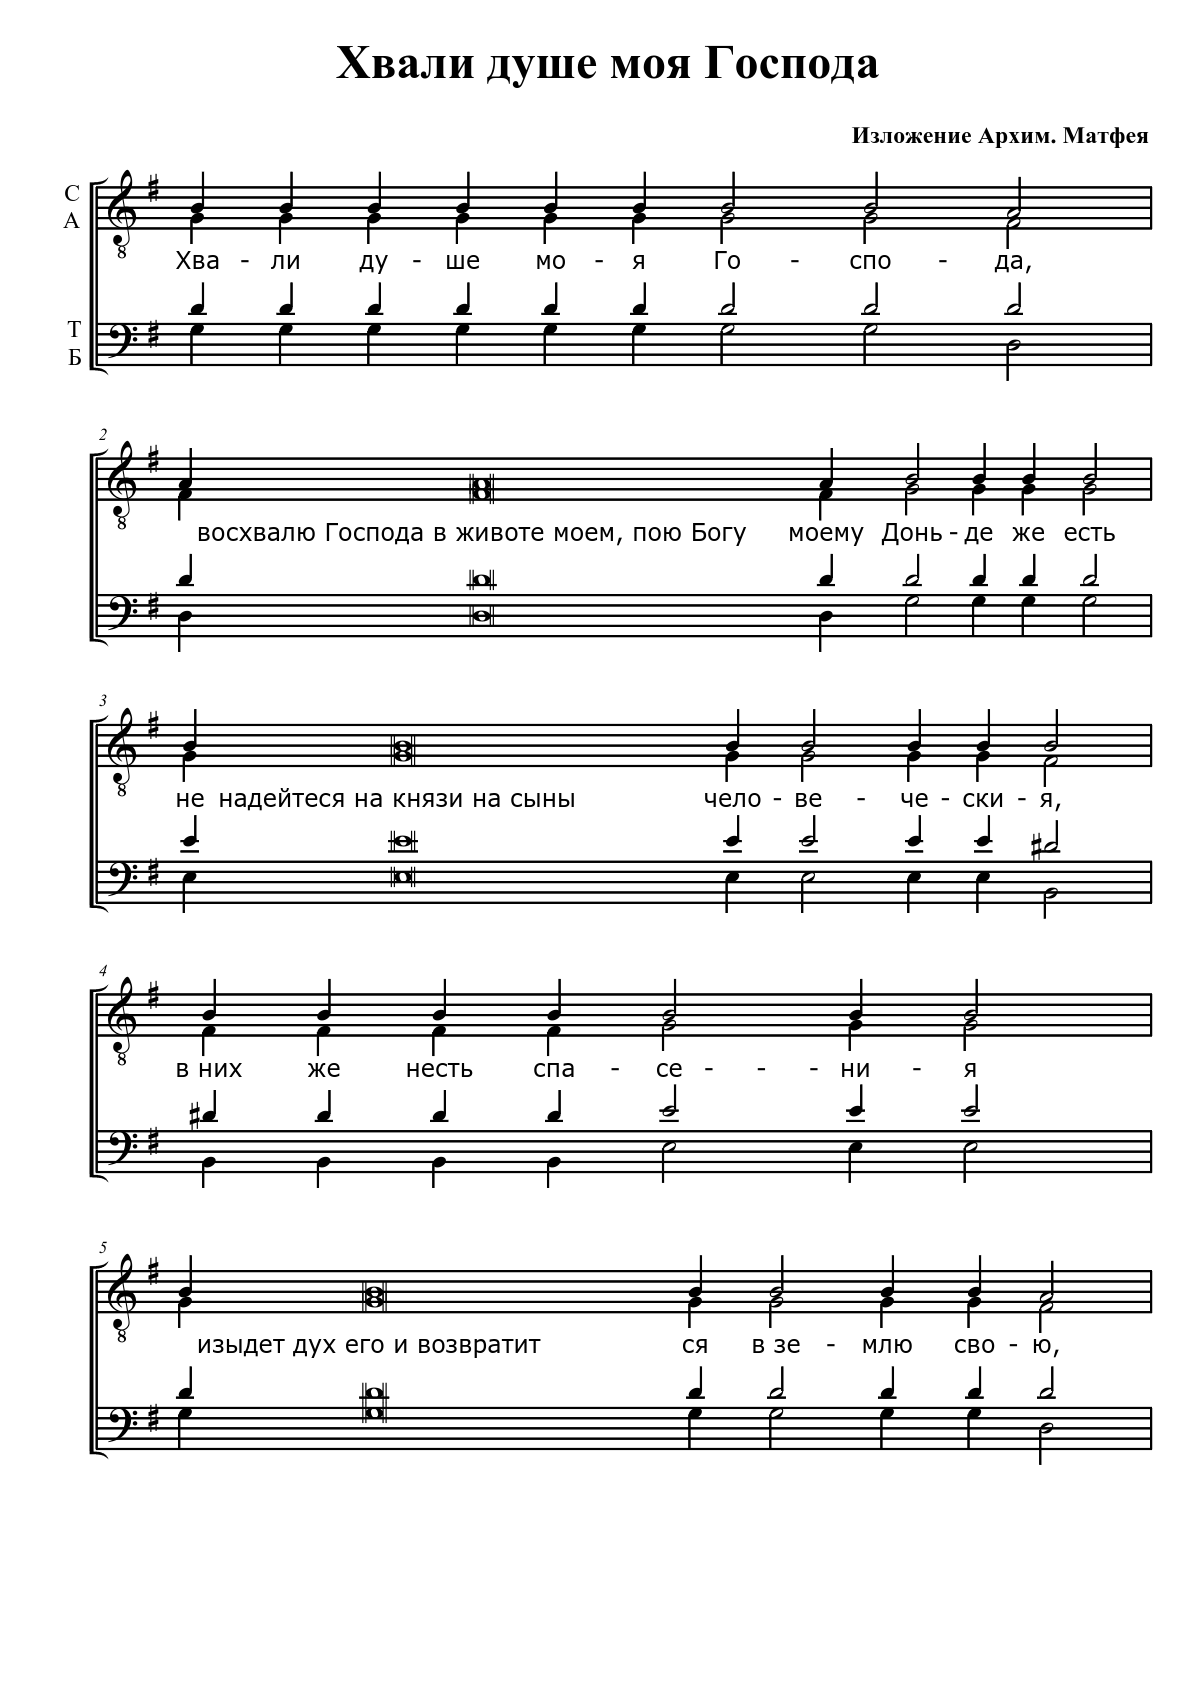 Хвали душе моя Господа
Изложение Архим. Матфея
С
А
8
Хва - ли ду - ше мо - я Го - спо - да,
Т
Б
2
8
восхвалю Господа в животе моем, пою Богу моему Донь - де же есть
3
8
не надейтеся на князи на сыны чело - ве - че - ски - я,
4
8
в них же несть спа - се - - - ни - я
5
8
изыдет дух его и возвратит ся в зе - млю сво - ю,